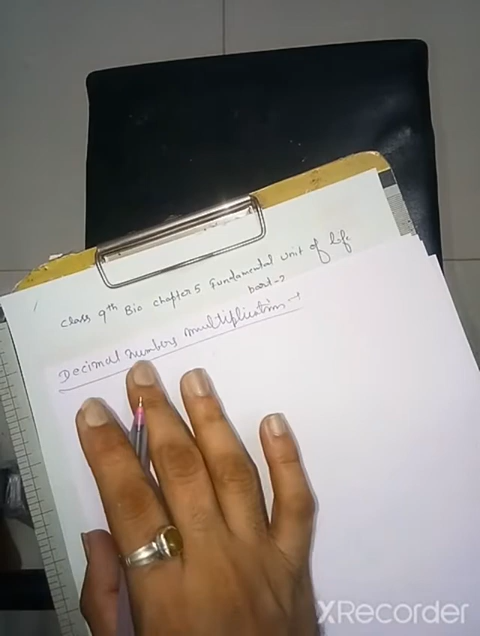 class 9th Bio chapter 5 Fundamental unit of life
part-2
Decimal Numbers multiplication →
XRecorder